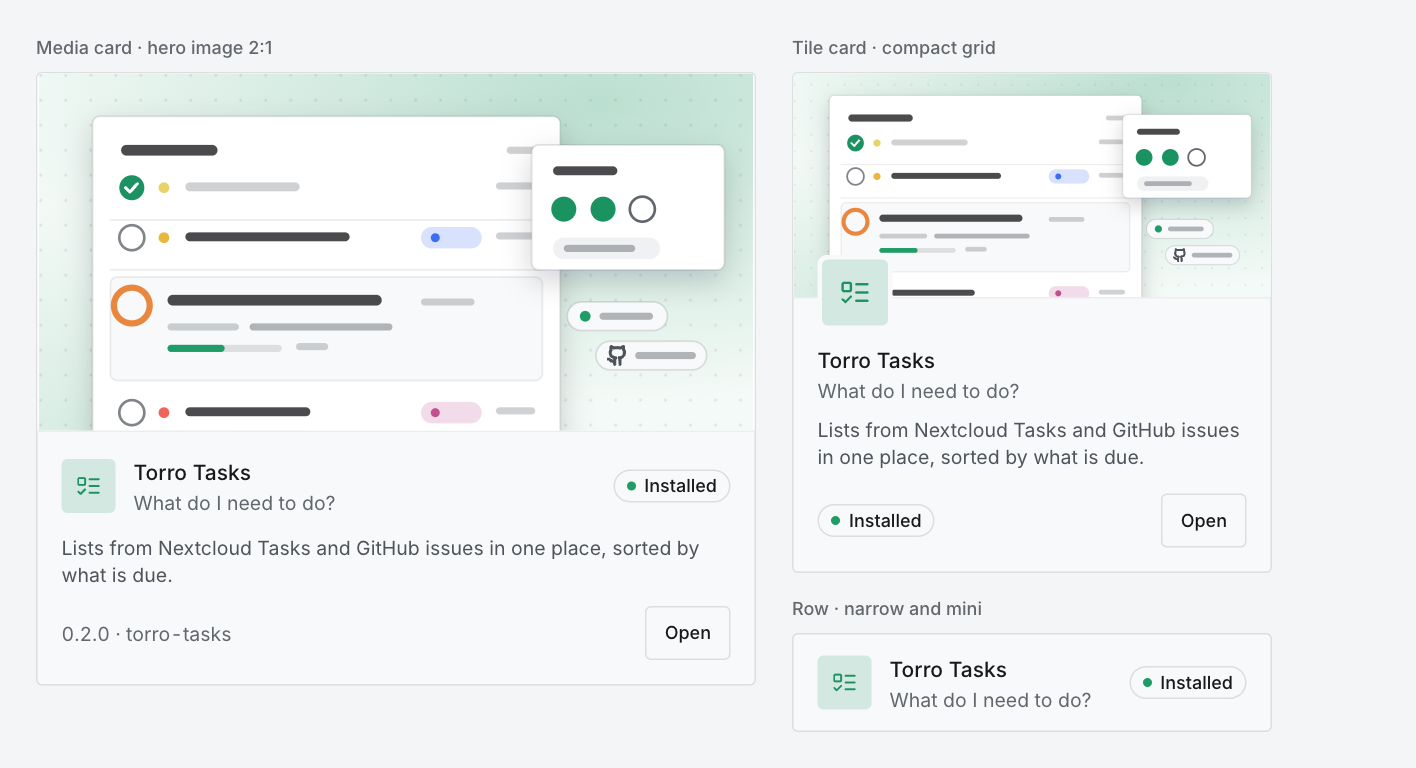 Media card · hero image 2:1
Torro Tasks
What do I need to do?
Installed
Lists from Nextcloud Tasks and GitHub issues in one place, sorted by
what is due.
0.2.0 · torro-tasks
Open
Tile card · compact grid
Torro Tasks
What do I need to do?
Lists from Nextcloud Tasks and GitHub issues
in one place, sorted by what is due.
Installed
Open
Row · narrow and mini
Torro Tasks
What do I need to do?
Installed